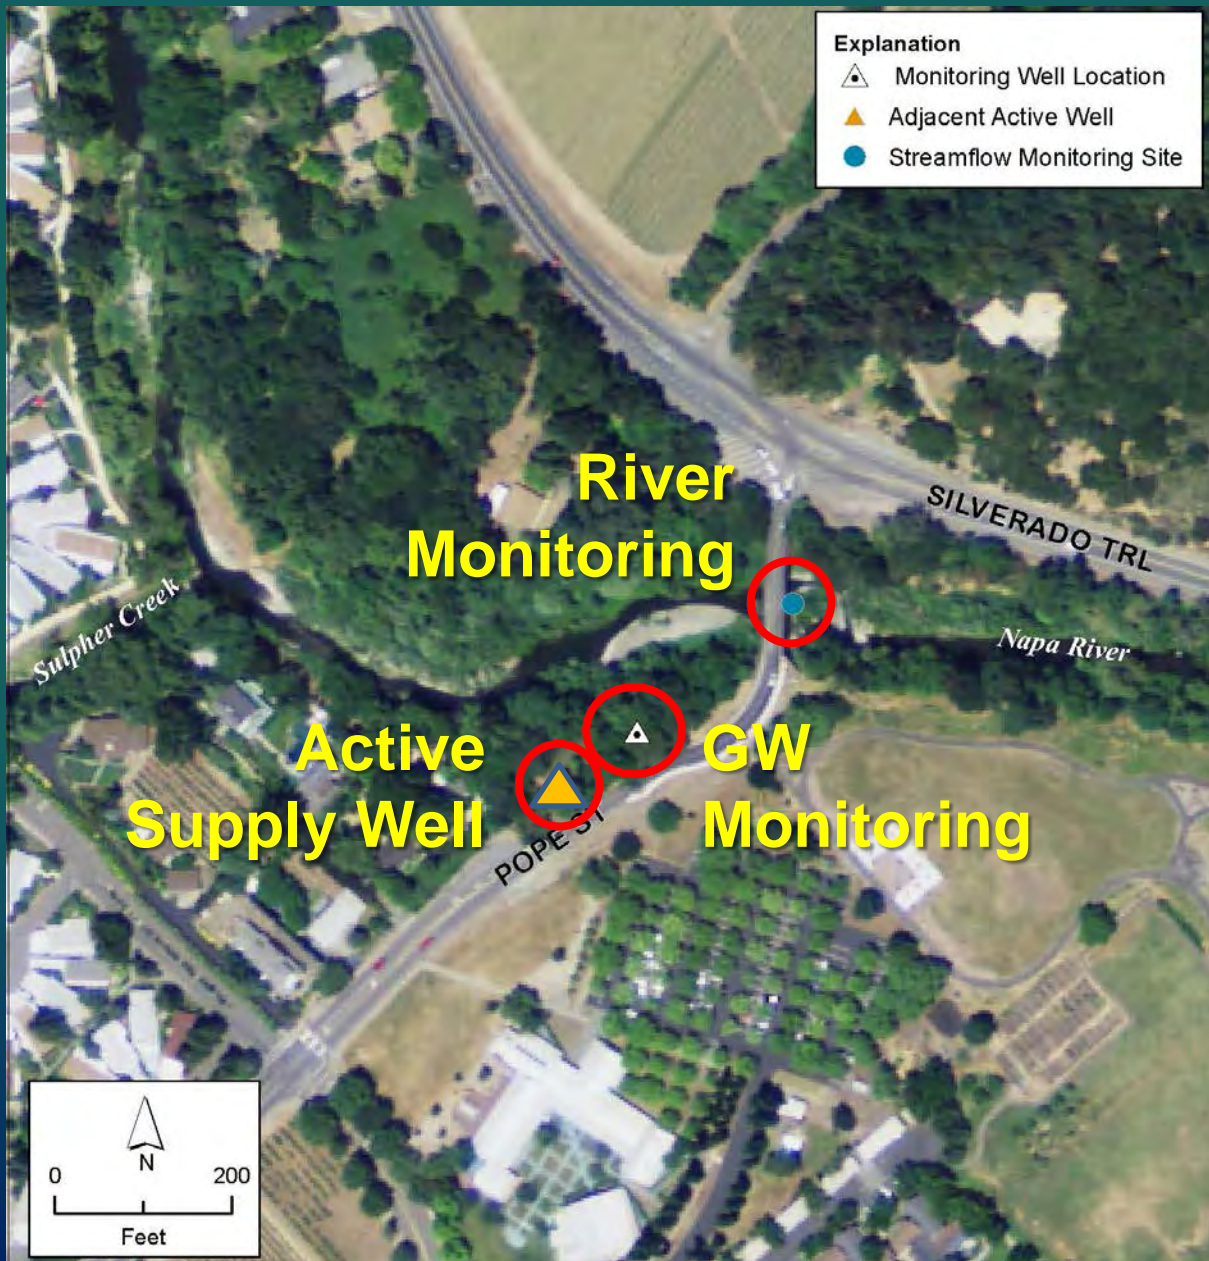 Explanation
Monitoring Well Location
Adjacent Active Well
Streamflow Monitoring Site
River
Monitoring
SILVERADO TRL
Sulpher Creek
Napa River
Active
Supply Well
GW
Monitoring
POPE ST
N
0 200
Feet